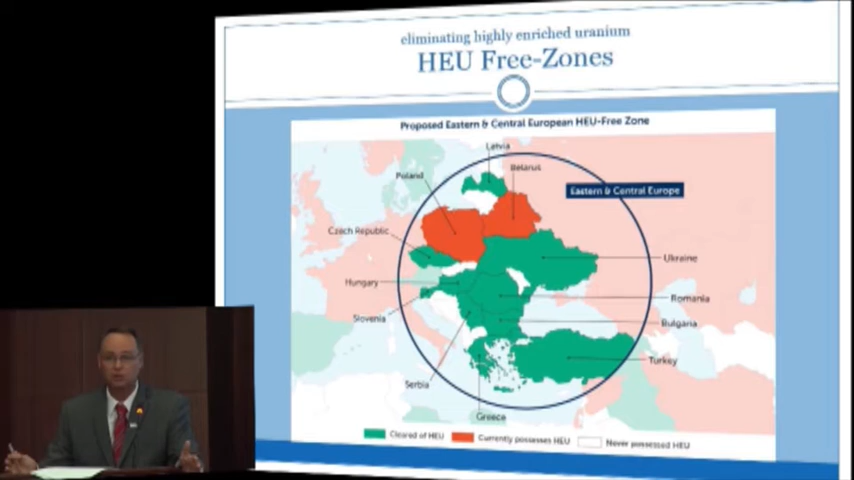 eliminating highly enriched uranium
HEU Free-Zones
Proposed Eastern & Central European HEU-Free Zone
Latvia
Belarus
Poland
Eastern & Central Europe
Czech Republic
Ukraine
Hungary
Romania
Slovenia
Bulgaria
Turkey
Serbia
Greece
Cleared of HEU
Currently possesses HEU
Never possessed HEU